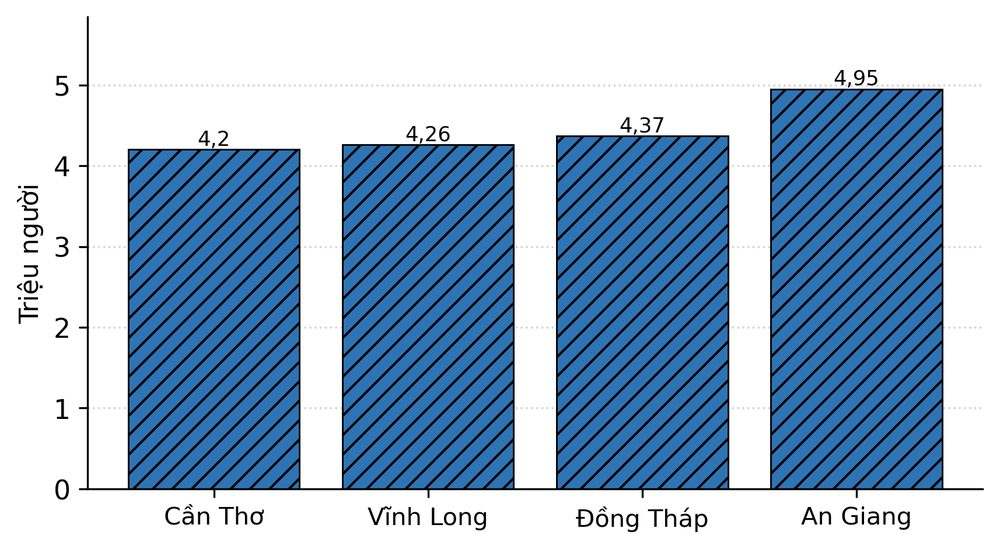 Triệu người
5
4
3
2
1
0
4,2
4,26
4,37
4,95
Cần Thơ
Vĩnh Long
Đồng Tháp
An Giang